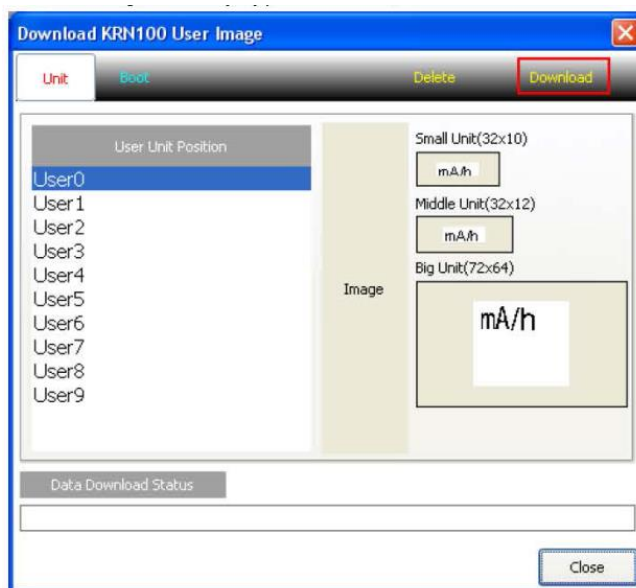 Download KRN100 User Image
Unit Boot Delete Download
User Unit Position
User0
User1
User2
User3
User4
User5
User6
User7
User8
User9
Image
Small Unit(32x10)
mA/h
Middle Unit(32x12)
mA/h
Big Unit(72x64)
mA/h
Data Download Status
Close